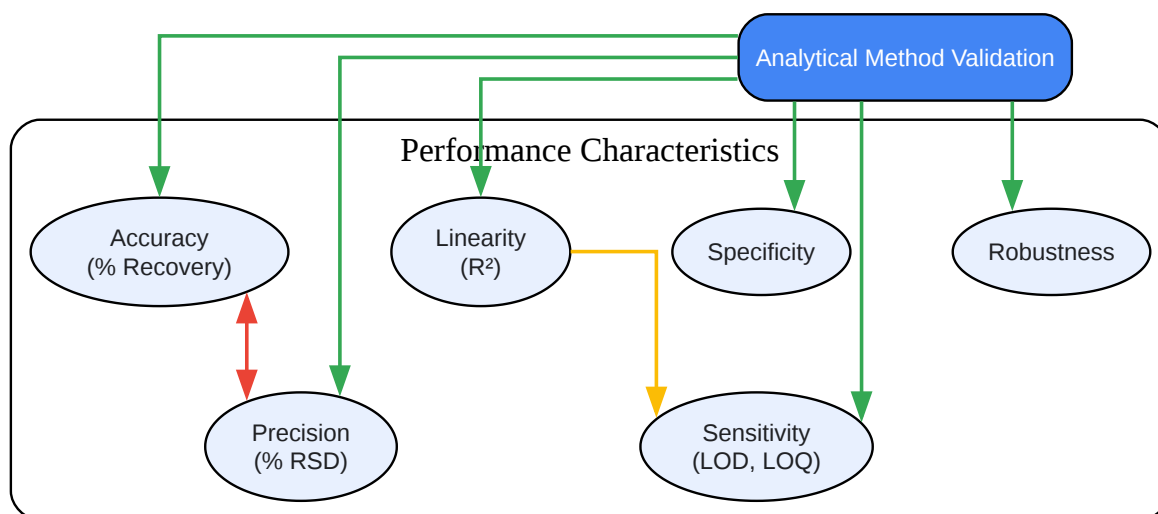 Analytical Method Validation
Performance Characteristics
Accuracy
(% Recovery)
Linearity
(R²)
Specificity
Robustness
Precision
(% RSD)
Sensitivity
(LOD, LOQ)